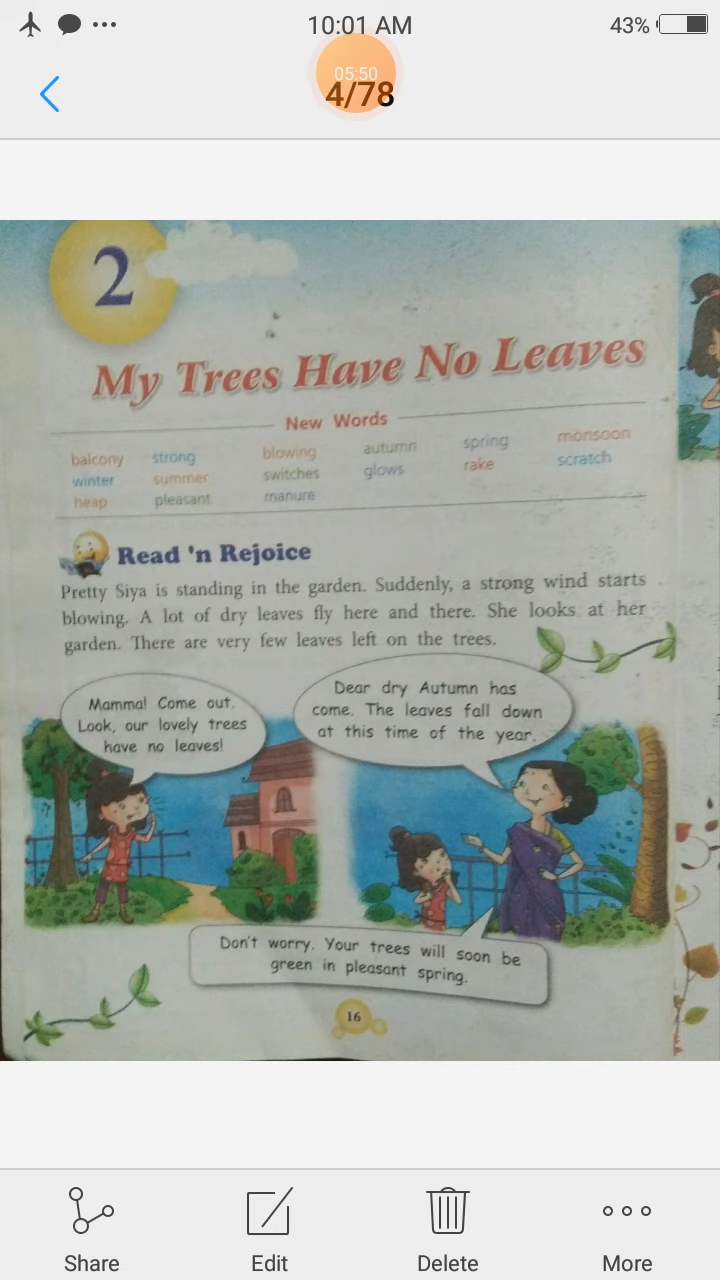 10:01 AM
43%
05:50
4/78
2
My Trees Have No Leaves
New Words
balcony strong blowing autumn spring monsoon
winter summer switches glows rake scratch
heap pleasant manure
Read 'n Rejoice
Pretty Siya is standing in the garden. Suddenly, a strong wind starts
blowing. A lot of dry leaves fly here and there. She looks at her
garden. There are very few leaves left on the trees.
Mamma! Come out.
Look, our lovely trees
have no leaves!
Dear dry Autumn has
come. The leaves fall down
at this time of the year.
Don't worry. Your trees will soon be
green in pleasant spring.
16
Share Edit Delete More